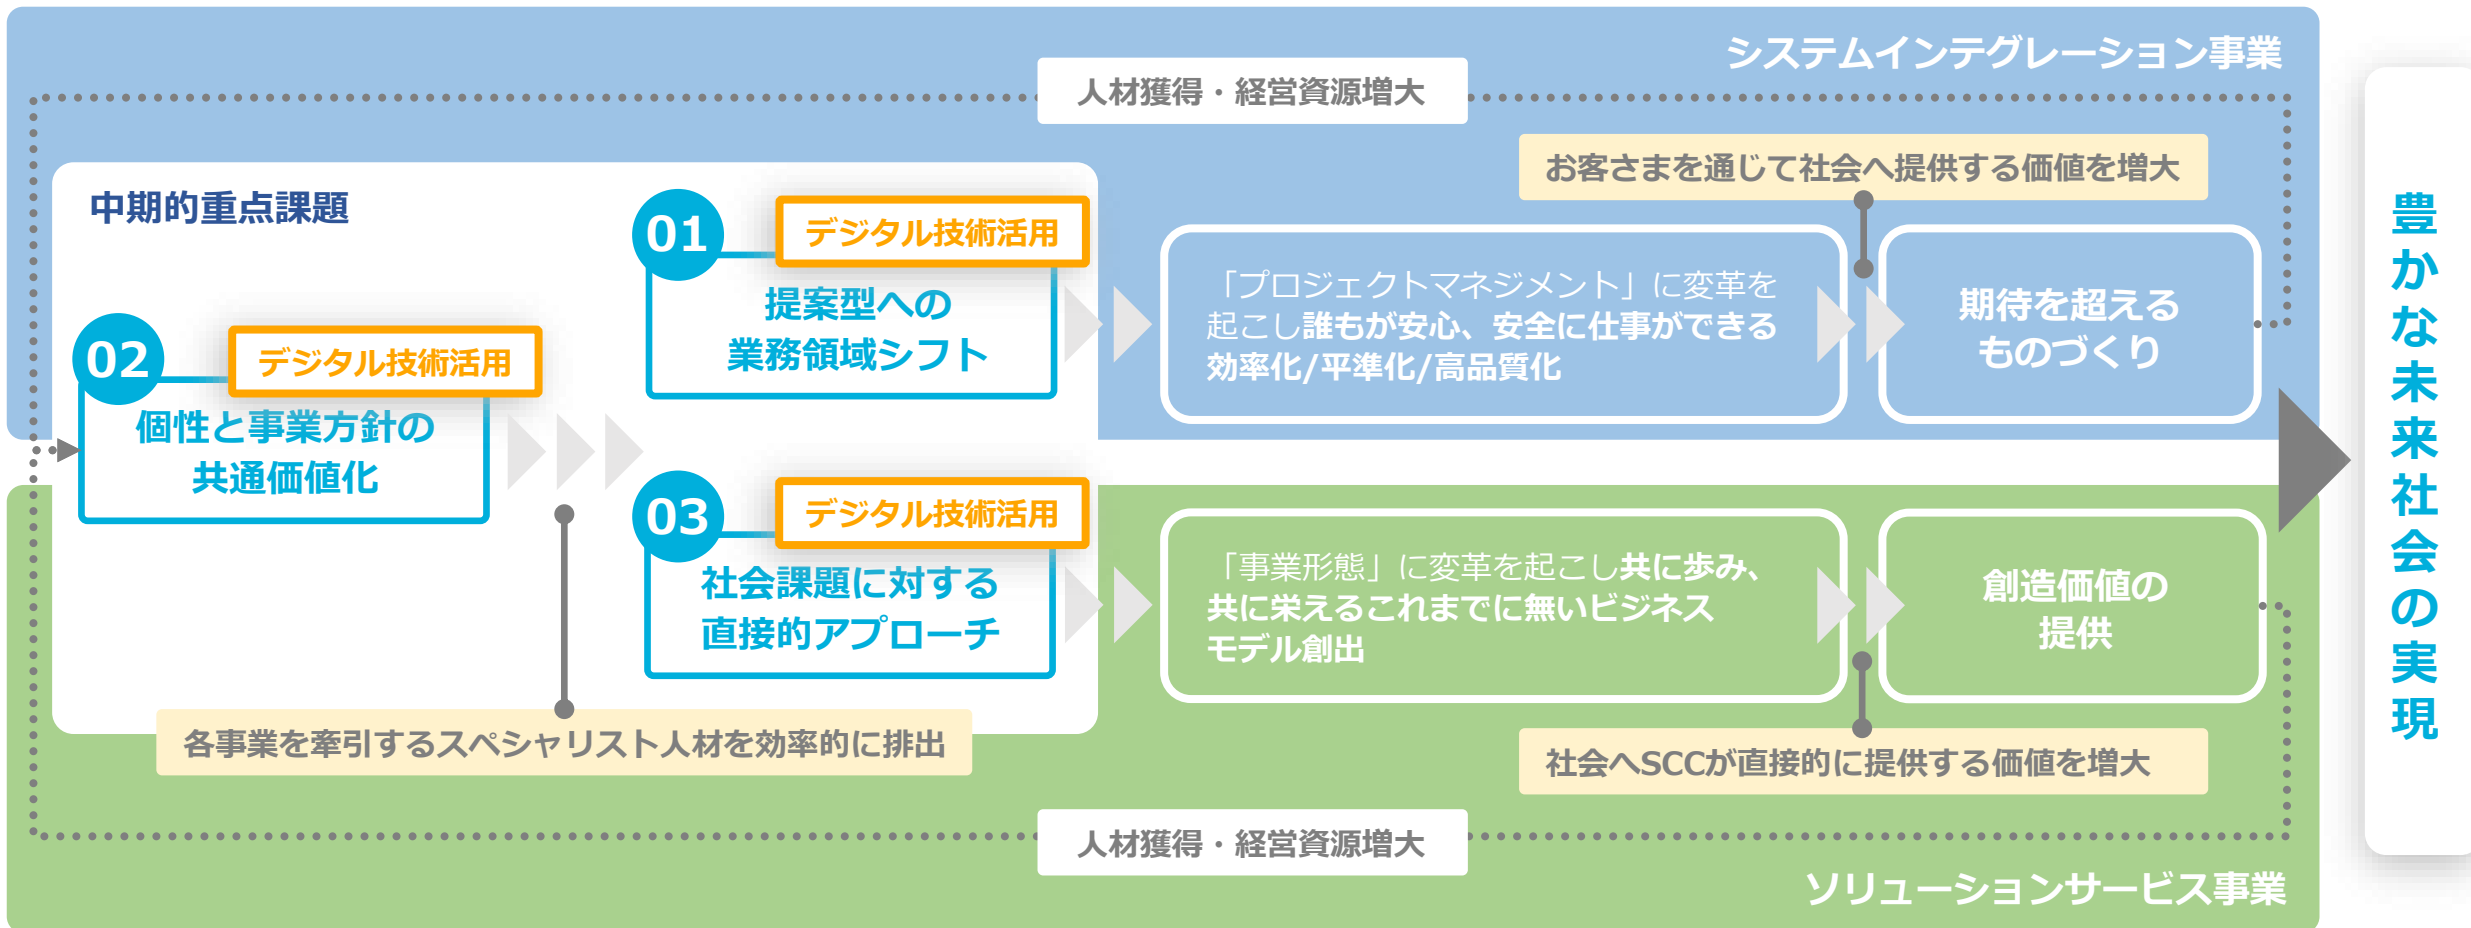 システムインテグレーション事業
人材獲得・経営資源増大
お客さまを通じて社会へ提供する価値を増大
中期的重点課題
01
デジタル技術活用
提案型への
業務領域シフト
「プロジェクトマネジメント」に変革を
起こし誰もが安心、安全に仕事ができる
効率化/平準化/高品質化
期待を超える
ものづくり
02
デジタル技術活用
個性と事業方針の
共通価値化
03
デジタル技術活用
社会課題に対する
直接的アプローチ
「事業形態」に変革を起こし共に歩み、
共に栄えるこれまでに無いビジネス
モデル創出
創造価値の
提供
各事業を牽引するスペシャリスト人材を効率的に排出
社会へSCCが直接的に提供する価値を増大
人材獲得・経営資源増大
ソリューションサービス事業
豊かな未来社会の実現